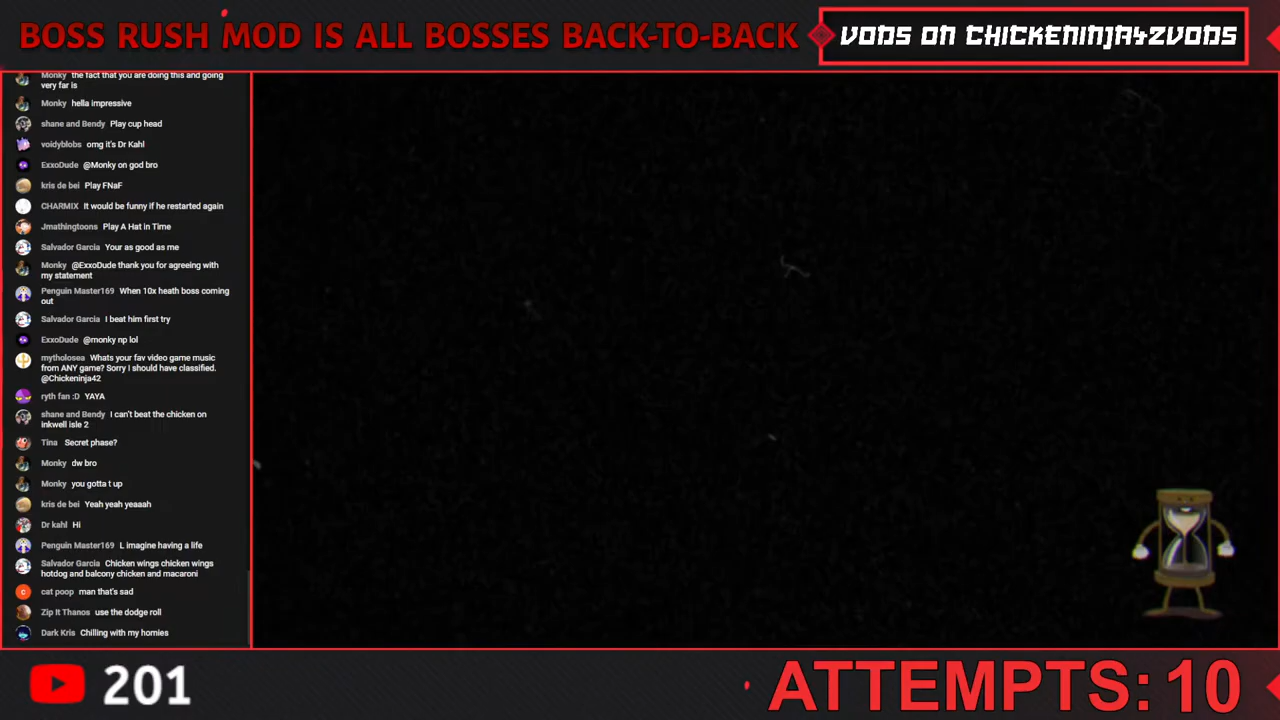 BOSS RUSH MOD IS ALL BOSSES BACK-TO-BACK
VODS ON CHICKENINJA42VODS
Monky the fact that you are doing this and going
very far is
Monky hella impressive
shane and Bendy Play cup head
voidyblobs omg it's Dr Kahl
ExxoDude @Monky on god bro
kris de bei Play FNaF
CHARMIX It would be funny if he restarted again
Jmathingtoons Play A Hat in Time
Salvador Garcia Your as good as me
Monky @ExxoDude thank you for agreeing with
my statement
Penguin Master169 When 10x heath boss coming
out
Salvador Garcia I beat him first try
ExxoDude @monky np lol
mytholosea Whats your fav video game music
from ANY game? Sorry I should have classified.
@Chickeninja42
ryth fan :D YAYA
shane and Bendy I can't beat the chicken on
inkwell isle 2
Tina Secret phase?
Monky dw bro
Monky you gotta t up
kris de bei Yeah yeah yeaaah
Dr kahl Hi
Penguin Master169 L imagine having a life
Salvador Garcia Chicken wings chicken wings
hotdog and balcony chicken and macaroni
c
cat poop man that's sad
Zip It Thanos use the dodge roll
Dark Kris Chilling with my homies
201
ATTEMPTS: 10